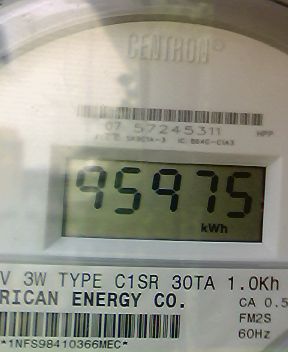 CENTRON®
07 57245311
HPP
95975
kWh
V 3W TYPE C1SR 30TA 1.0Kh
RICAN ENERGY CO.
CA 0.5
FM2S
60Hz
*1NFS98410366MEC*